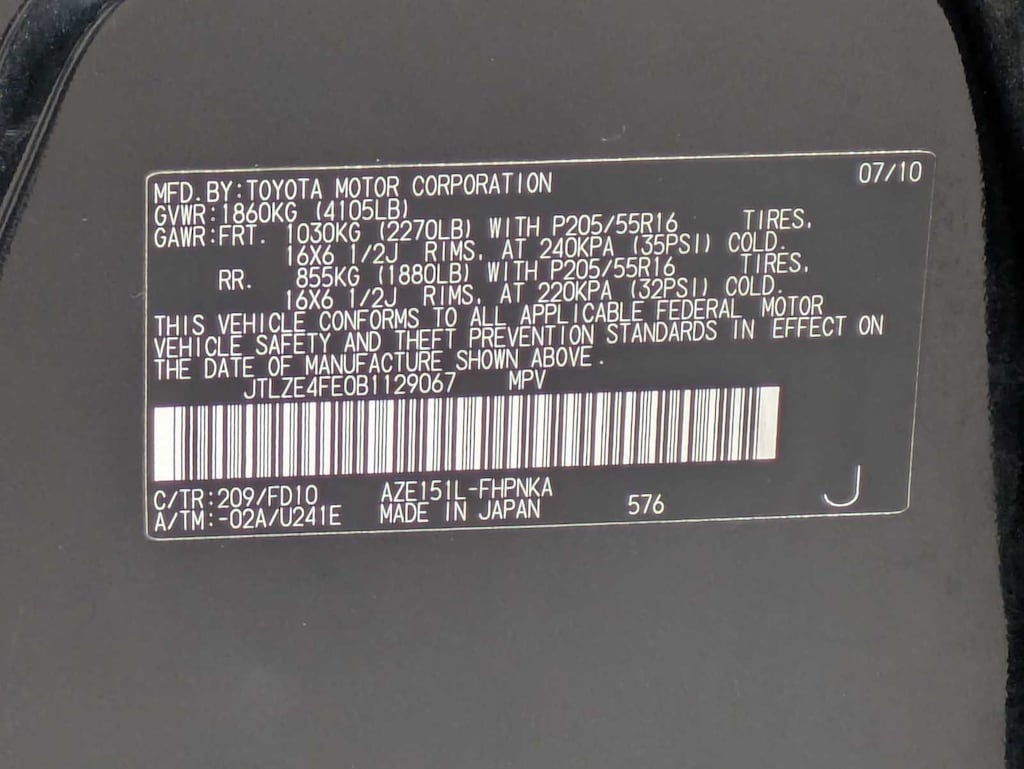 MFD.BY:TOYOTA MOTOR CORPORATION 07/10
GVWR:1860KG (4105LB)
GAWR:FRT. 1030KG (2270LB) WITH P205/55R16 TIRES,
16X6 1/2J RIMS, AT 240KPA (35PSI) COLD.
RR. 855KG (1880LB) WITH P205/55R16 TIRES,
16X6 1/2J RIMS, AT 220KPA (32PSI) COLD.
THIS VEHICLE CONFORMS TO ALL APPLICABLE FEDERAL MOTOR
VEHICLE SAFETY AND THEFT PREVENTION STANDARDS IN EFFECT ON
THE DATE OF MANUFACTURE SHOWN ABOVE.
JTLZE4FE0B1129067 MPV
C/TR:209/FD10 AZE151L-FHPNKA
A/TM:-02A/U241E MADE IN JAPAN 576 J